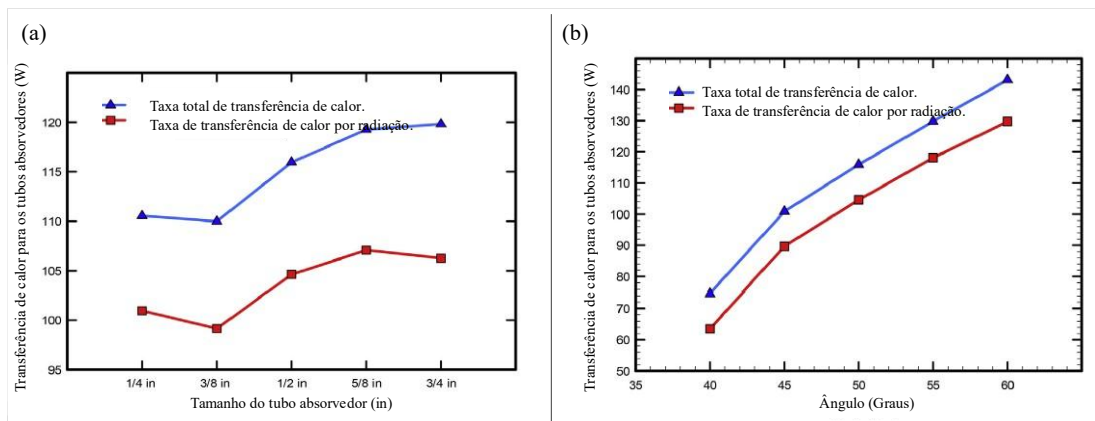 (a)
Transferência de calor para os tubos absorvedores (W)
Taxa total de transferência de calor.
Taxa de transferência de calor por radiação.
120
115
110
105
100
95
1/4 in
3/8 in
1/2 in
5/8 in
3/4 in
Tamanho do tubo absorvedor (in)
(b)
Transferência de calor para os tubos absorvedores (W)
Taxa total de transferência de calor.
Taxa de transferência de calor por radiação.
140
130
120
110
100
90
80
70
60
50
35
40
45
50
55
60
Ângulo (Graus)